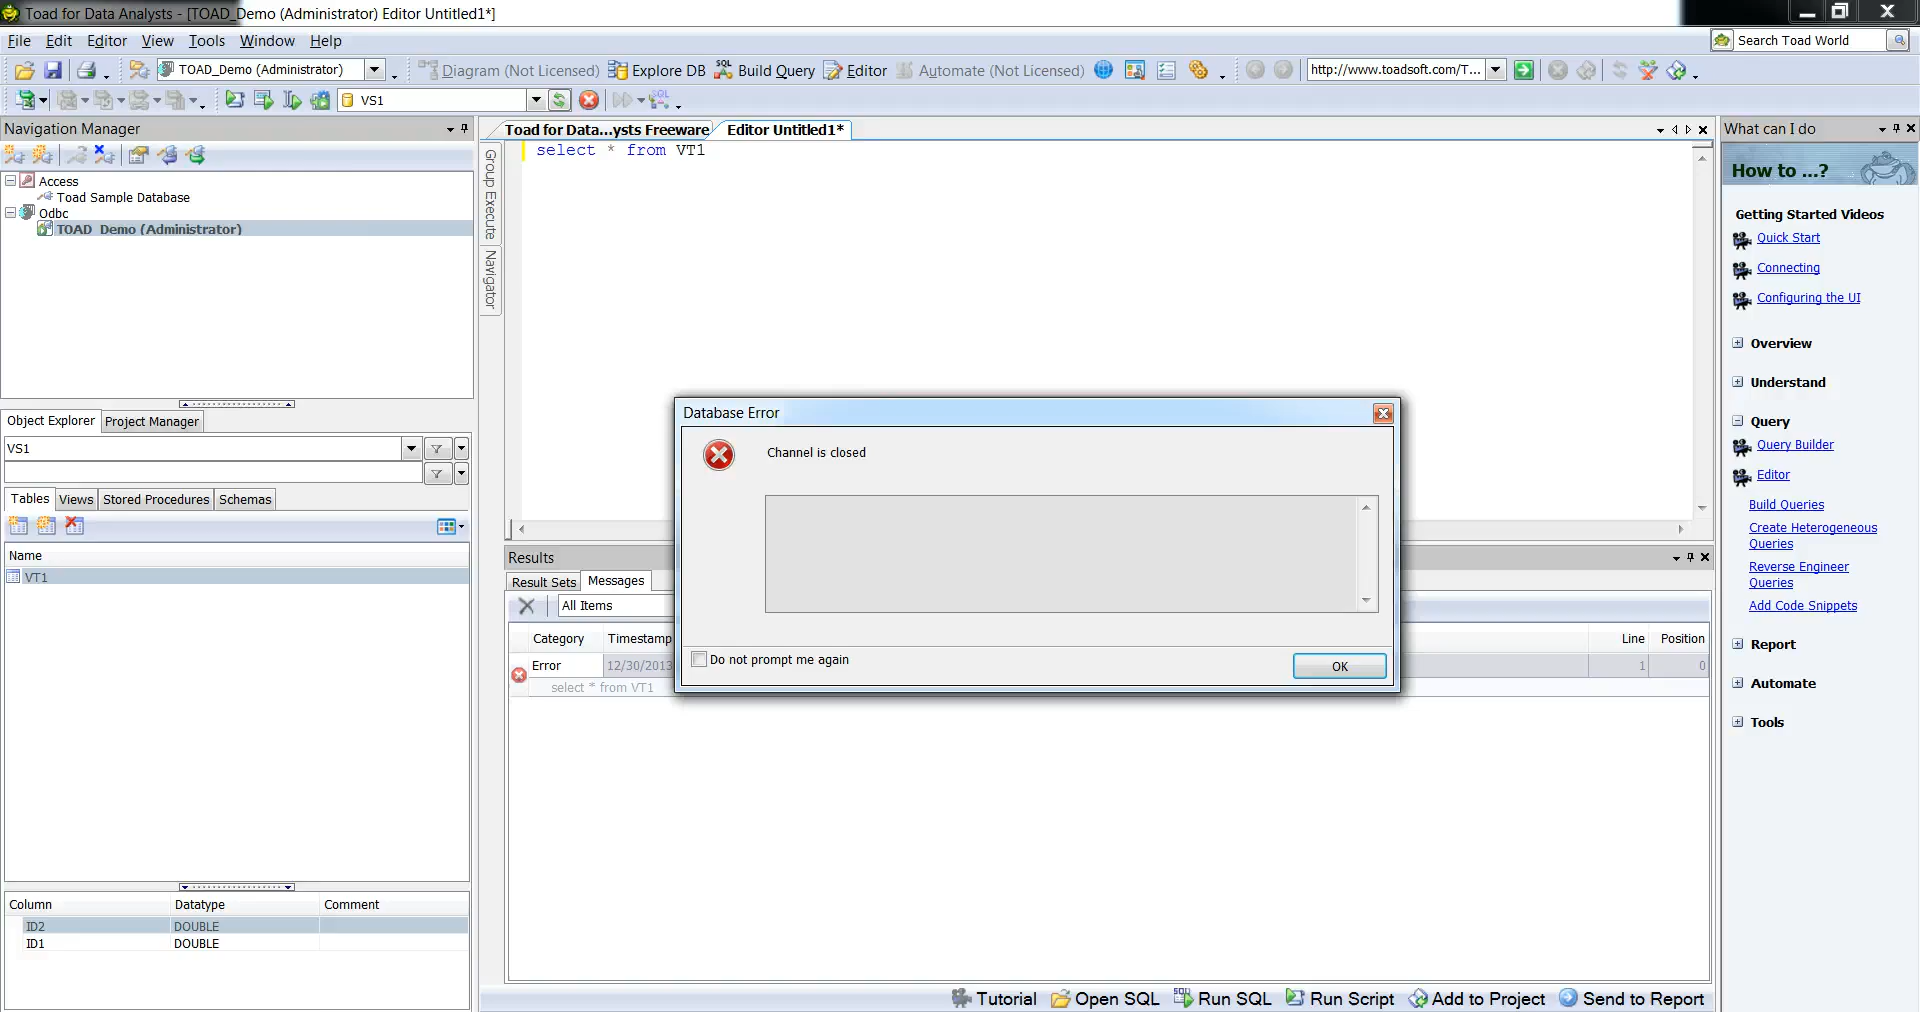 Toad for Data Analysts - [TOAD_Demo (Administrator) Editor Untitled1*]
File Edit Editor View Tools Window Help
Search Toad World
TOAD_Demo (Administrator)
Diagram (Not Licensed) Explore DB Build Query Editor Automate (Not Licensed)
http://www.toadsoft.com/T...
VS1
Navigation Manager
Access
Toad Sample Database
Odbc
TOAD_Demo (Administrator)
Object Explorer Project Manager
VS1
Tables Views Stored Procedures Schemas
Name
VT1
Column Datatype Comment
ID2 DOUBLE
ID1 DOUBLE
Toad for Data...ysts Freeware Editor Untitled1*
Group Execute
Navigator
select * from VT1
Database Error
Channel is closed
Do not prompt me again
OK
Results
Result Sets Messages
All Items
Category Timestamp Line Position
Error 12/30/2013 1 0
select * from VT1
Tutorial Open SQL Run SQL Run Script Add to Project Send to Report
What can I do
How to ...?
Getting Started Videos
Quick Start
Connecting
Configuring the UI
Overview
Understand
Query
Query Builder
Editor
Build Queries
Create Heterogeneous
Queries
Reverse Engineer
Queries
Add Code Snippets
Report
Automate
Tools